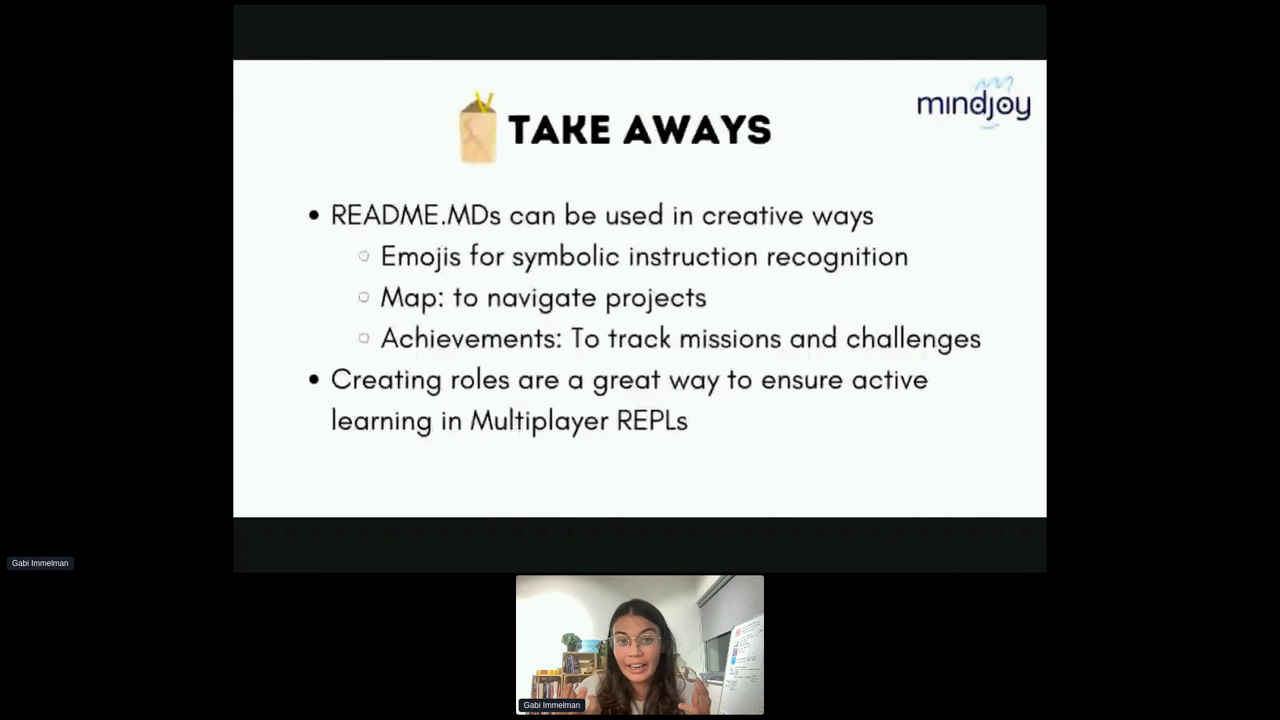 TAKE AWAYS
mindjoy
README.MDs can be used in creative ways
Emojis for symbolic instruction recognition
Map: to navigate projects
Achievements: To track missions and challenges
Creating roles are a great way to ensure active
learning in Multiplayer REPLs
Gabi Immelman
Gabi Immelman